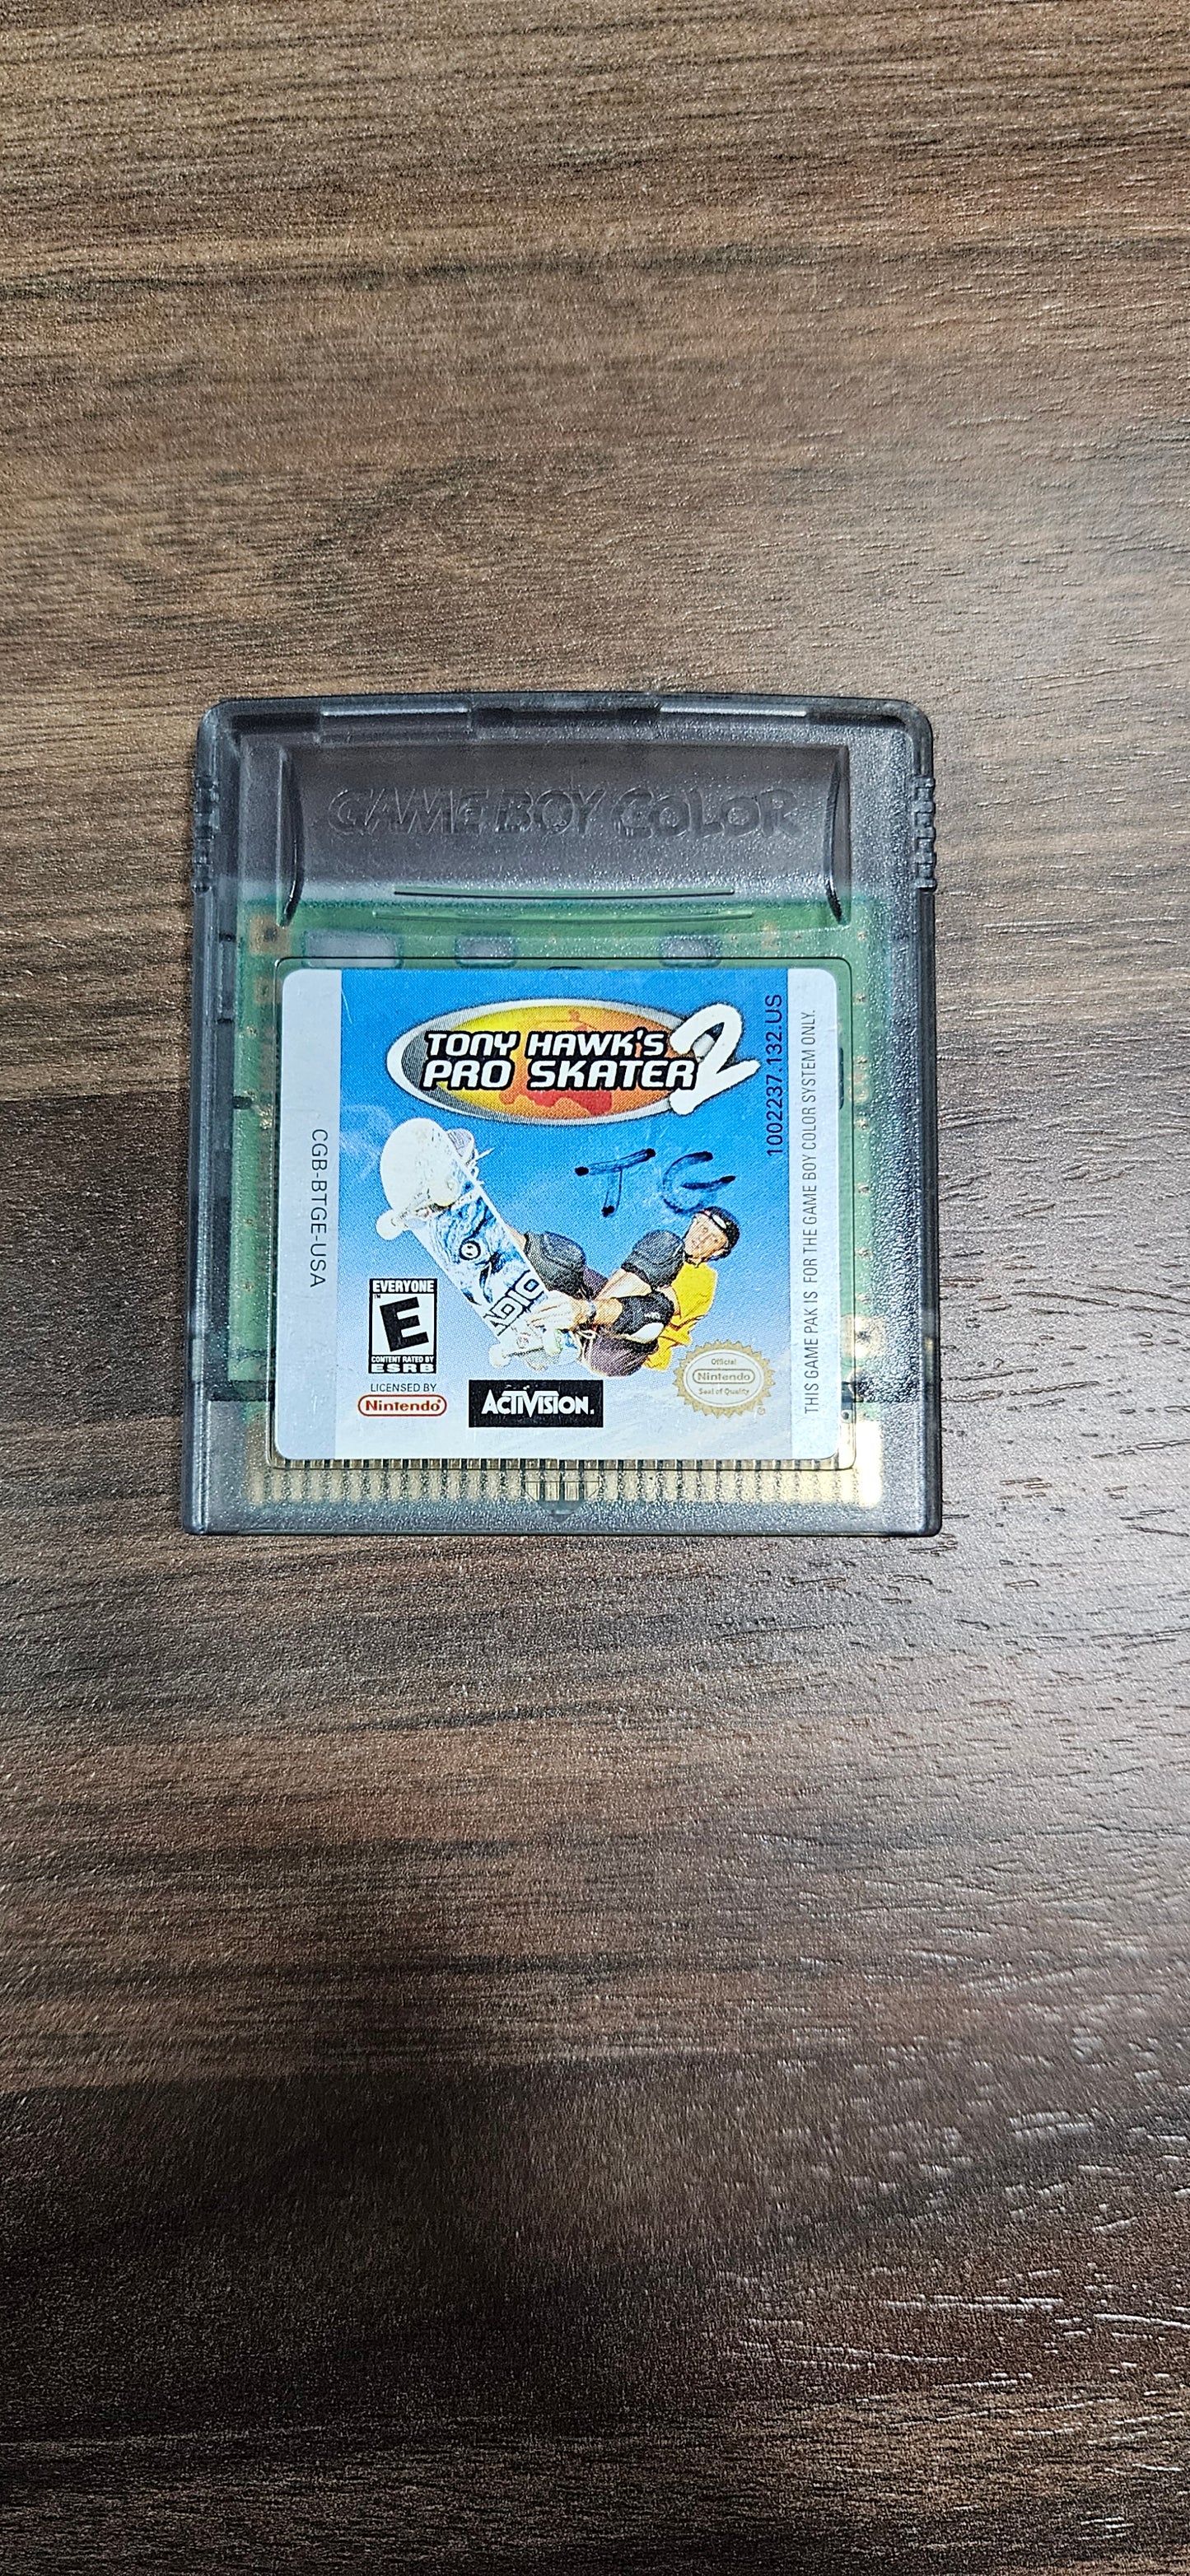 GAME BOY COLOR
TONY HAWK'S
PRO SKATER 2
1002237.132.US
THIS GAME PAK IS FOR THE GAME BOY COLOR SYSTEM ONLY.
CGB-BTGE-USA
T G
ADIO
EVERYONE
TM
E
CONTENT RATED BY
ESRB
LICENSED BY
Nintendo
ACTIVISION.
Official
Nintendo
Seal of Quality